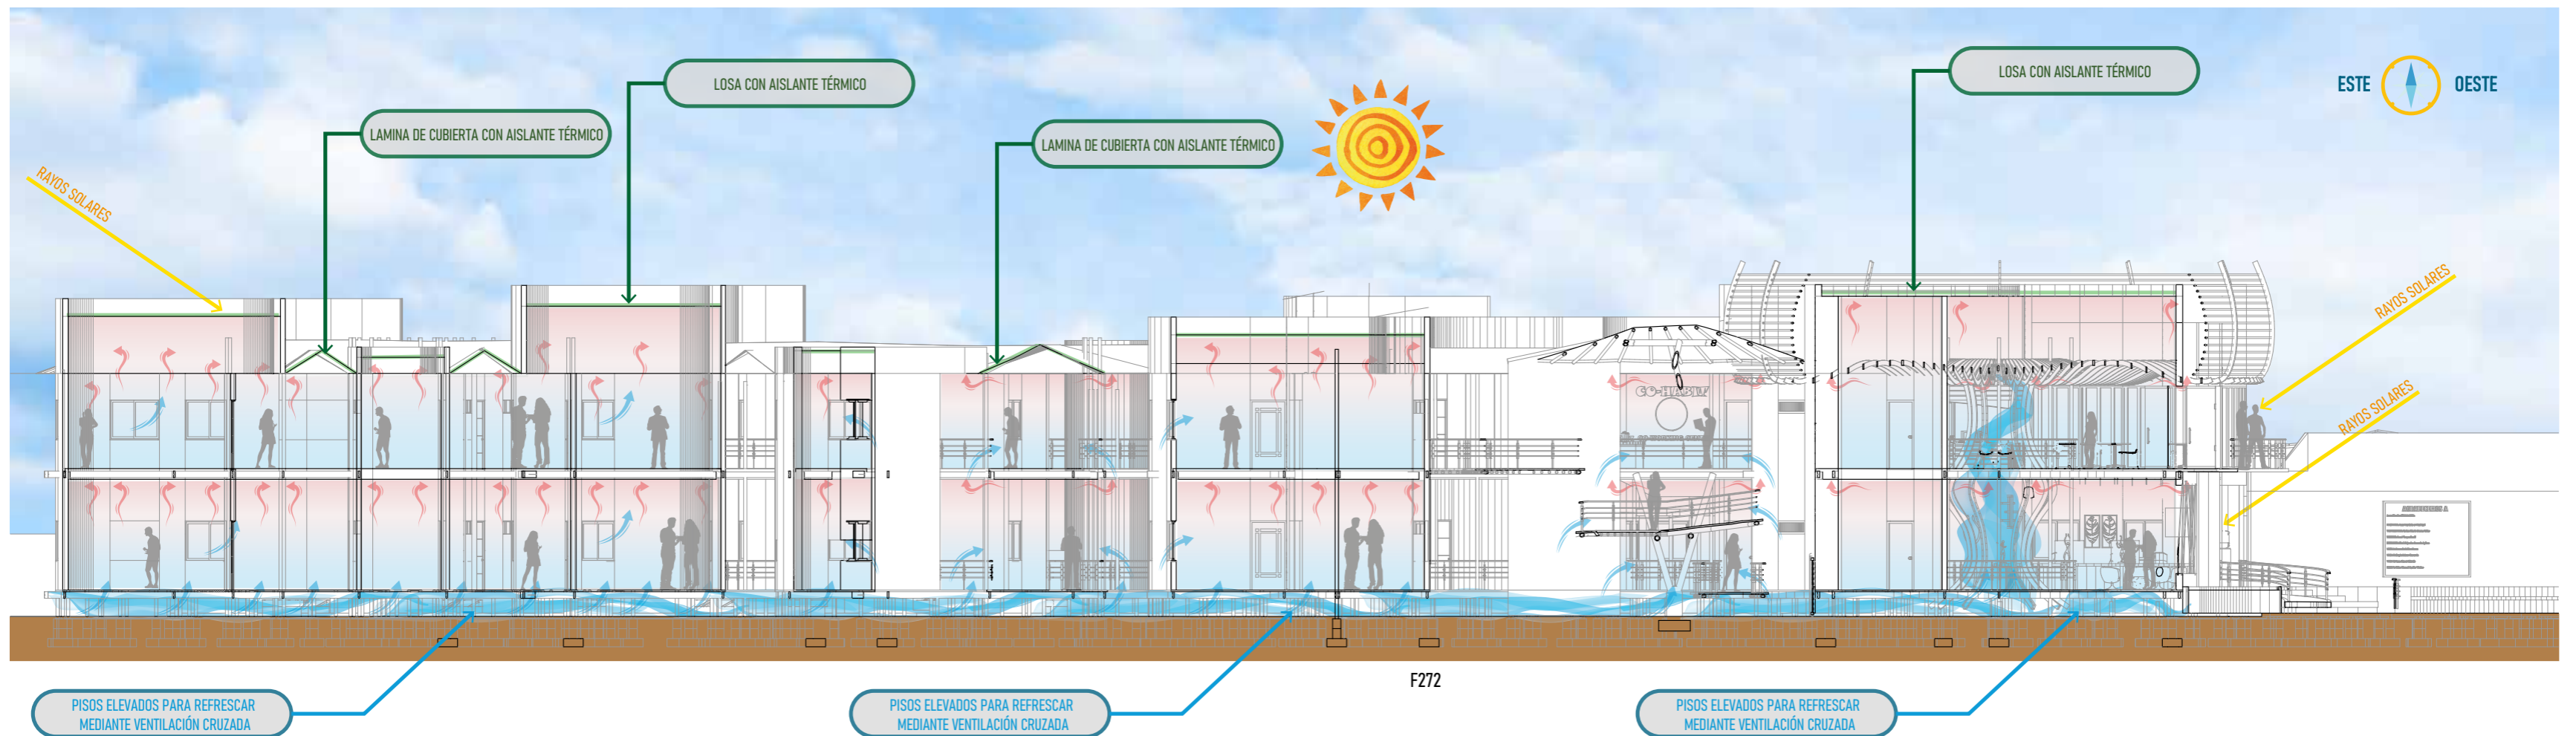 LOSA CON AISLANTE TÉRMICO
LOSA CON AISLANTE TÉRMICO
ESTE
OESTE
LAMINA DE CUBIERTA CON AISLANTE TÉRMICO
LAMINA DE CUBIERTA CON AISLANTE TÉRMICO
RAYOS SOLARES
RAYOS SOLARES
RAYOS SOLARES
CO-HABIT
F272
PISOS ELEVADOS PARA REFRESCAR
MEDIANTE VENTILACIÓN CRUZADA
PISOS ELEVADOS PARA REFRESCAR
MEDIANTE VENTILACIÓN CRUZADA
PISOS ELEVADOS PARA REFRESCAR
MEDIANTE VENTILACIÓN CRUZADA